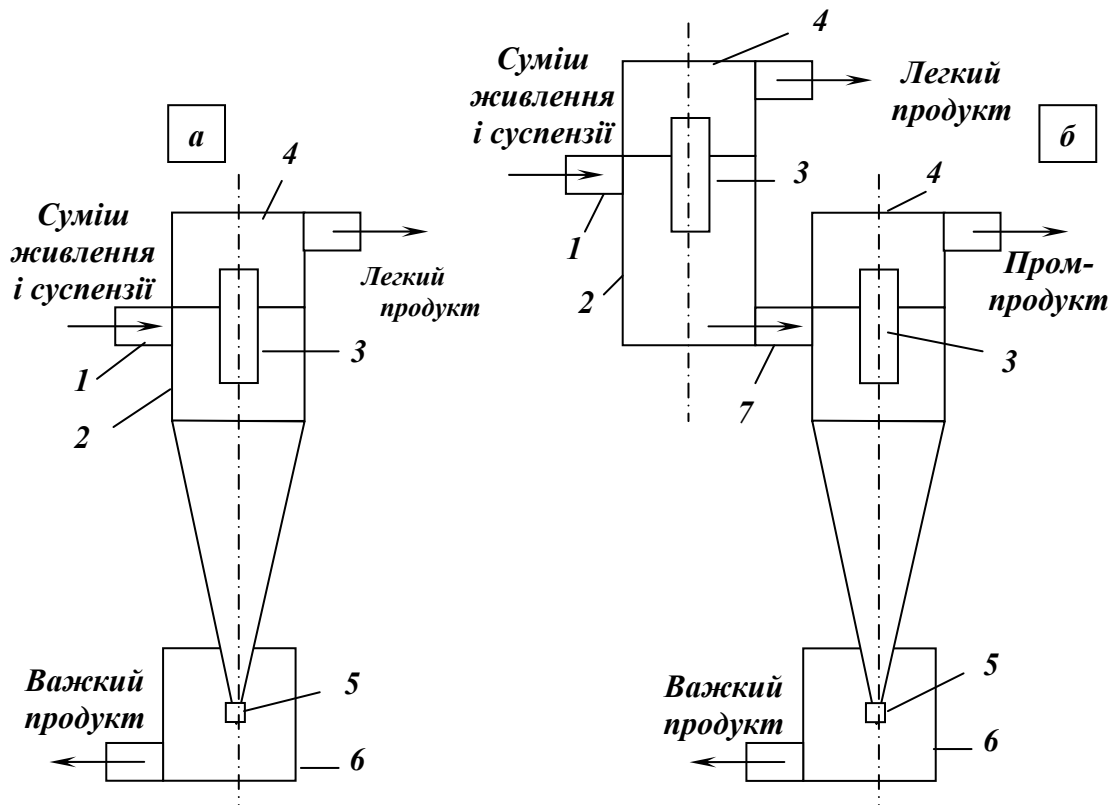 а
4
Суміш
живлення
і суспензії
Легкий
продукт
1
3
2
Важкий
продукт
5
6
4
Суміш
живлення
і суспензії
Легкий
продукт
б
3
4
1
2
Пром-
продукт
3
7
Важкий
продукт
5
6